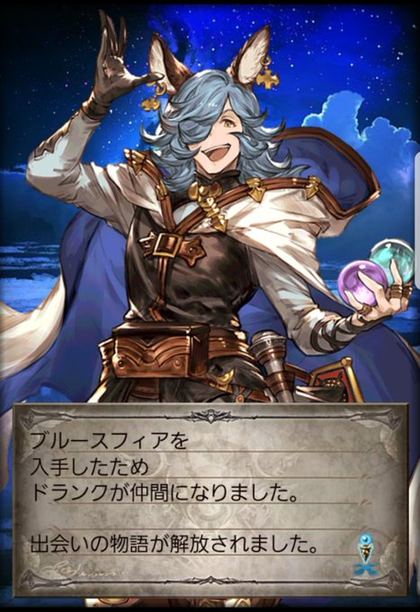 ブルースフィアを
入手したため
ドランクが仲間になりました。
出会いの物語が解放されました。